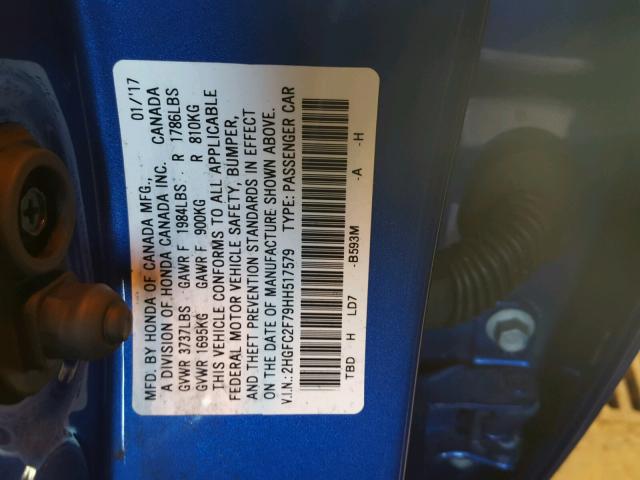 MFD. BY HONDA OF CANADA MFG., 01/'17
A DIVISION OF HONDA CANADA INC. CANADA
GVWR 3737LBS GAWR F 1984LBS R 1786LBS
GVWR 1695KG GAWR F 900KG R 810KG
THIS VEHICLE CONFORMS TO ALL APPLICABLE
FEDERAL MOTOR VEHICLE SAFETY, BUMPER,
AND THEFT PREVENTION STANDARDS IN EFFECT
ON THE DATE OF MANUFACTURE SHOWN ABOVE.
V.I.N.: 2HGFC2F79HH517579 TYPE: PASSENGER CAR
TBD H LD7 -B593M -A -H